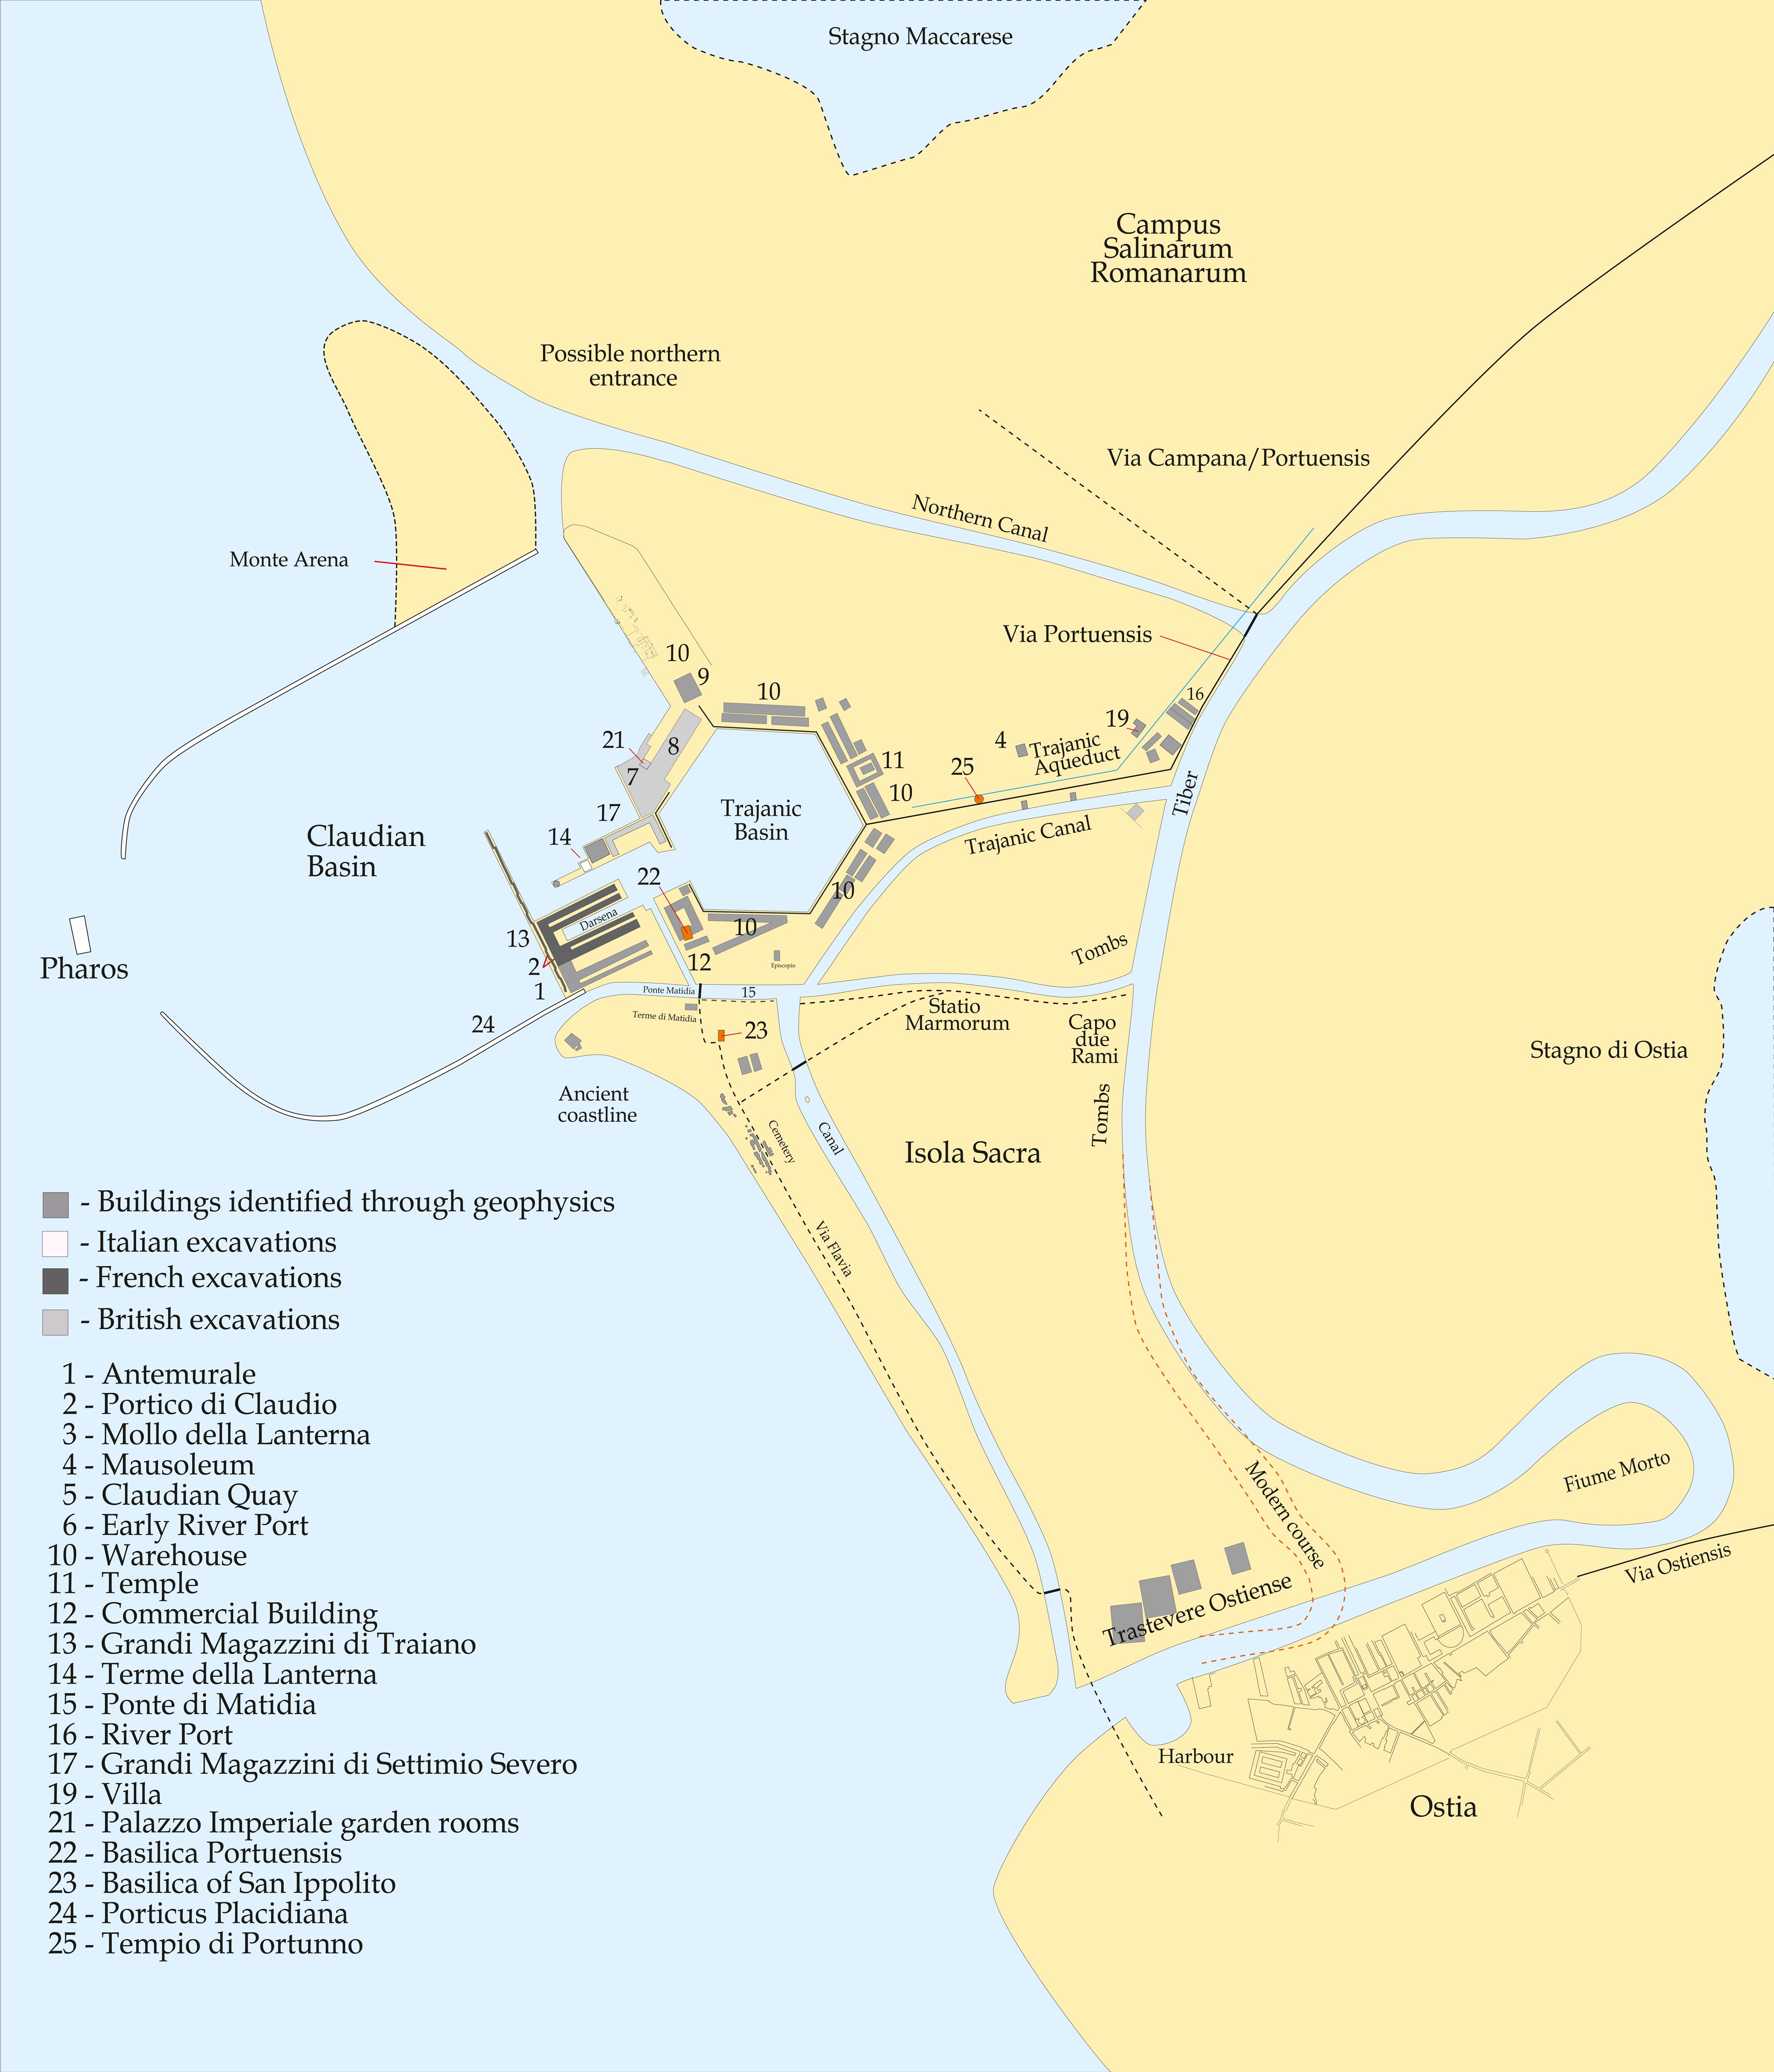 Stagno Maccarese
Campus
Salinarum
Romanarum
Possible northern
entrance
Via Campana/Portuensis
Northern Canal
Monte Arena
Via Portuensis
10
9
10
16
19
21
8
4
Trajanic
Aqueduct
11
25
7
10
Tiber
Trajanic
Basin
17
14
Claudian
Basin
Trajanic Canal
22
10
Darsena
10
13
Tombs
2
12
Episcopio
Pharos
1
Ponte Matidia
15
Statio
Marmorum
Terme di Matidia
24
23
Capo
due
Rami
Stagno di Ostia
Ancient
coastline
Tombs
Cemetery
Canal
Isola Sacra
Via Flavia
- Buildings identified through geophysics
- Italian excavations
- French excavations
- British excavations
1 - Antemurale
2 - Portico di Claudio
3 - Mollo della Lanterna
4 - Mausoleum
5 - Claudian Quay
6 - Early River Port
10 - Warehouse
11 - Temple
12 - Commercial Building
13 - Grandi Magazzini di Traiano
14 - Terme della Lanterna
15 - Ponte di Matidia
16 - River Port
17 - Grandi Magazzini di Settimio Severo
19 - Villa
21 - Palazzo Imperiale garden rooms
22 - Basilica Portuensis
23 - Basilica of San Ippolito
24 - Porticus Placidiana
25 - Tempio di Portunno
Fiume Morto
Modern course
Via Ostiensis
Trastevere Ostiense
Harbour
Ostia